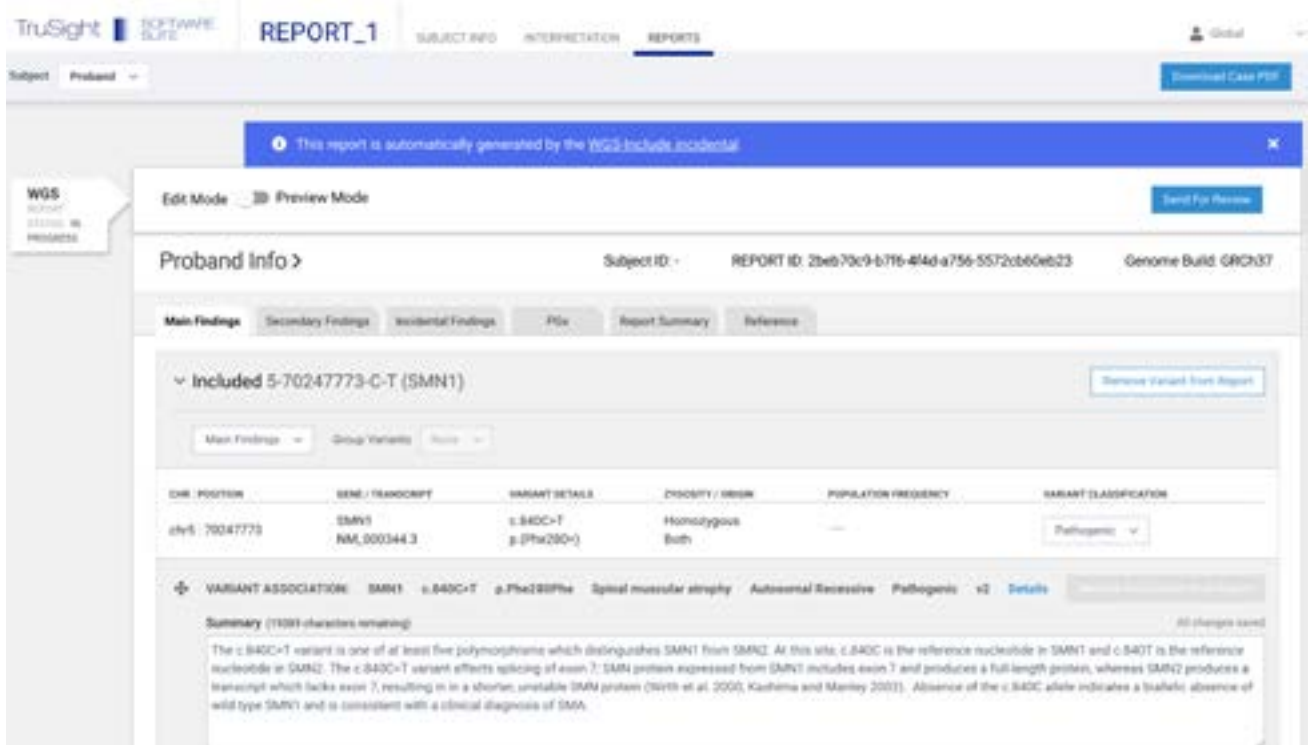 TruSight SOFTWARE SUITE REPORT_1 SUBJECT INFO INTERPRETATION REPORTS Global
Subject Proband Download Case PDF
This report is automatically generated by the WGS-Include incidental.
WGS
REPORT
STATUS: IN
PROGRESS
Edit Mode Preview Mode Send For Review
Proband Info > Subject ID: - REPORT ID: 2beb70c9-b7f6-4f4d-a756-5572cb60eb23 Genome Build: GRCh37
Main Findings Secondary Findings Incidental Findings PGx Report Summary Reference
Included 5-70247773-C-T (SMN1) Remove Variant from Report
Main Findings Group Variants None
CHR : POSITION GENE / TRANSCRIPT VARIANT DETAILS ZYGOSITY / ORIGIN POPULATION FREQUENCY VARIANT CLASSIFICATION
chr5 : 70247773 SMN1 c.840C>T Homozygous --- Pathogenic
NM_000344.3 p.(Phe280=) Both
VARIANT ASSOCIATION: SMN1 c.840C>T p.Phe280Phe Spinal muscular atrophy Autosomal Recessive Pathogenic v2 Details
Summary characters remaining) All changes saved
The c.840C>T variant is one of at least five polymorphisms which distinguishes SMN1 from SMN2. At this site, c.840C is the reference nucleotide in SMN1 and c.840T is the reference
nucleotide in SMN2. The c.840C>T variant affects splicing of exon 7: SMN protein expressed from SMN1 includes exon 7 and produces a full-length protein, whereas SMN2 produces a
transcript which lacks exon 7, resulting in in a shorter, unstable SMN protein (Wirth et al. 2000, Kashima and Manley 2003). Absence of the c.840C allele indicates a biallelic absence of
wild type SMN1 and is consistent with a clinical diagnosis of SMA.